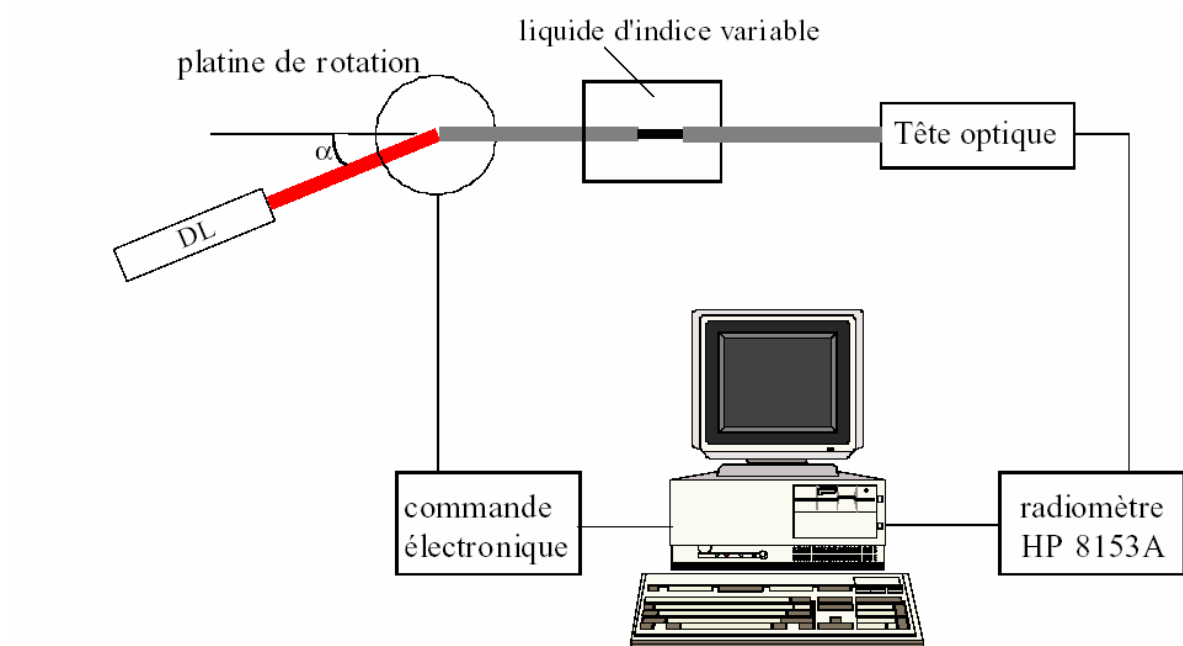 liquide d'indice variable
platine de rotation
Tête optique
α
DL
commande
électronique
radiomètre
HP 8153A